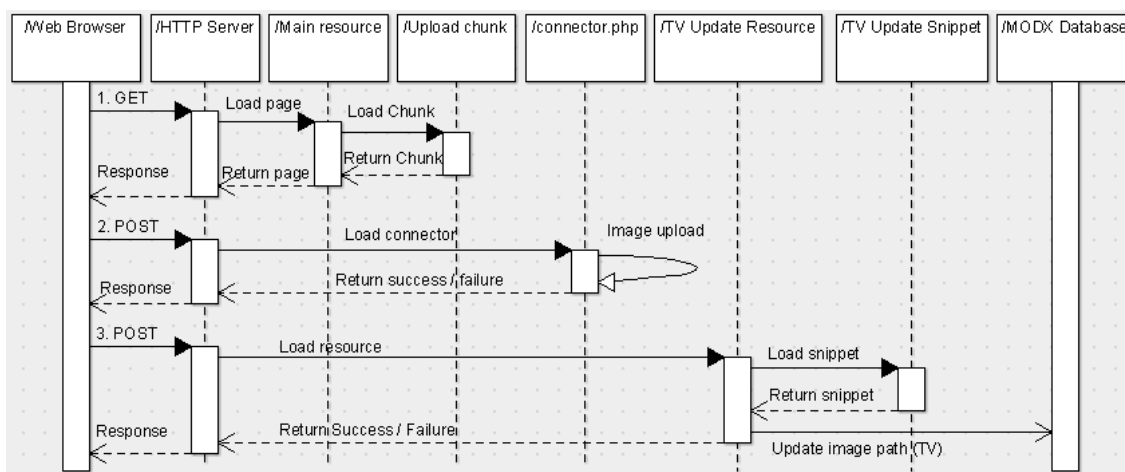 /Web Browser
/HTTP Server
/Main resource
/Upload chunk
/connector.php
/TV Update Resource
/TV Update Snippet
/MODX Database
1. GET
Load page
Load Chunk
Return Chunk
Return page
Response
2. POST
Load connector
Image upload
Return success / failure
Response
3. POST
Load resource
Load snippet
Return snippet
Return Success / Failure
Response
Update image path (TV)